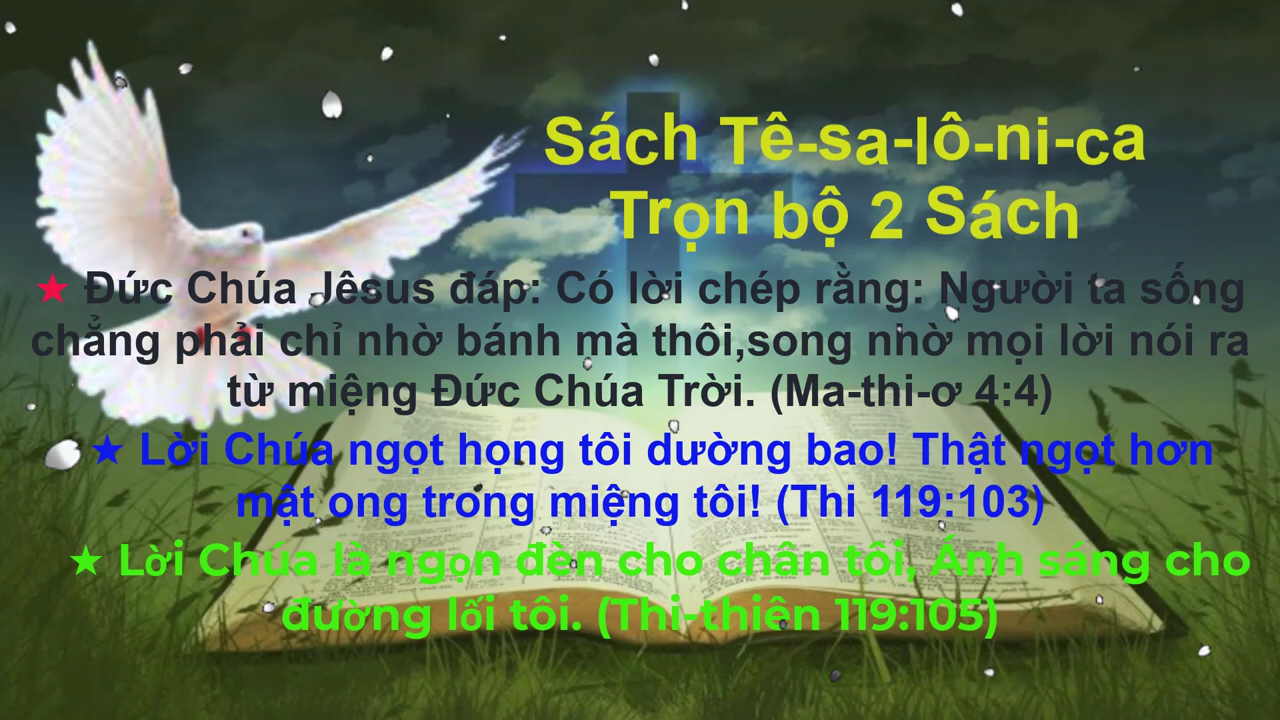 Sách Tê-sa-lô-ni-ca
Trọn bộ 2 Sách
★ Đức Chúa Jêsus đáp: Có lời chép rằng: Người ta sống
chẳng phải chỉ nhờ bánh mà thôi,song nhờ mọi lời nói ra
từ miệng Đức Chúa Trời. (Ma-thi-ơ 4:4)
★ Lời Chúa ngọt họng tôi dường bao! Thật ngọt hơn
mật ong trong miệng tôi! (Thi 119:103)
★ Lời Chúa là ngọn đèn cho chân tôi, Ánh sáng cho
đường lối tôi. (Thi-thiên 119:105)